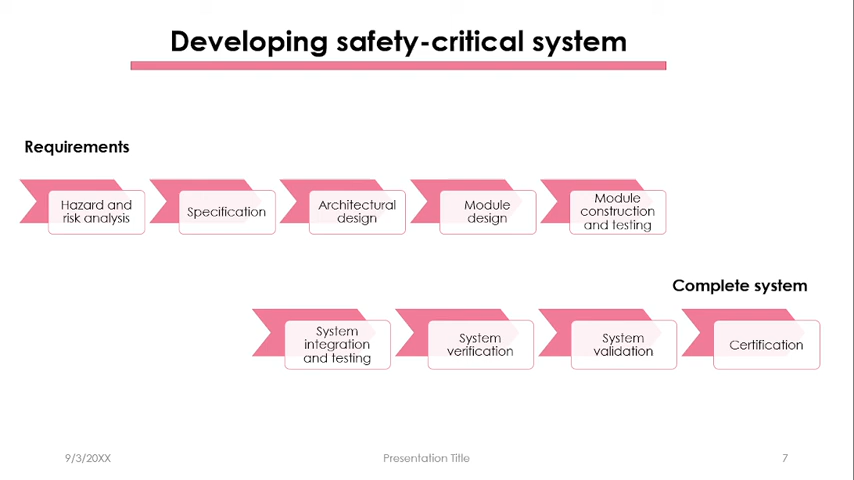 Developing safety-critical system
Requirements
Hazard and
risk analysis
Specification
Architectural
design
Module
design
Module
construction
and testing
Complete system
System
integration
and testing
System
verification
System
validation
Certification
9/3/20XX
Presentation Title
7